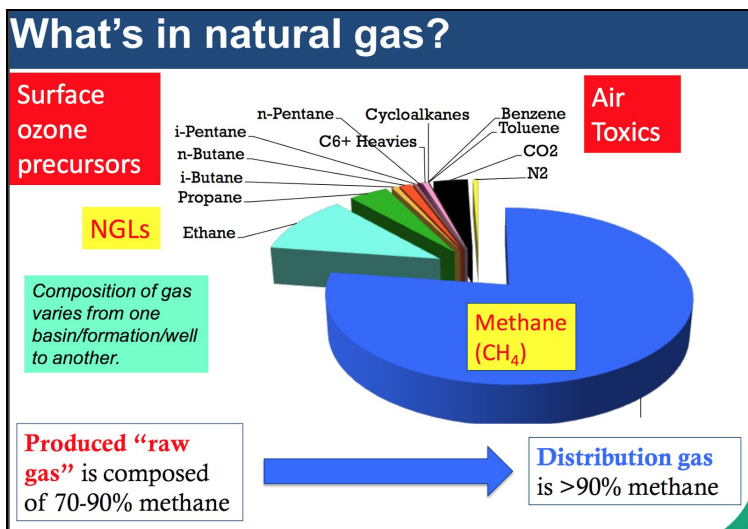 What's in natural gas?
Surface
ozone
precursors
Air
Toxics
n-Pentane
Cycloalkanes
Benzene
Toluene
i-Pentane
C6+ Heavies
CO2
n-Butane
N2
i-Butane
Propane
NGLs
Ethane
Composition of gas
varies from one
basin/formation/well
to another.
Methane
(CH₄)
Produced “raw
gas” is composed
of 70-90% methane
Distribution gas
is >90% methane